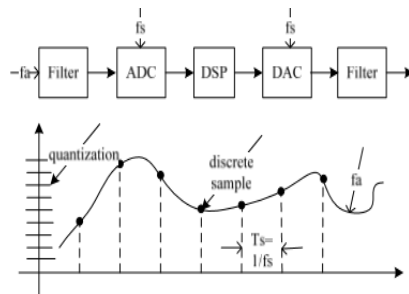 fs
fs
fa
Filter
ADC
DSP
DAC
Filter
quantization
discrete
sample
fa
Ts=
1/fs